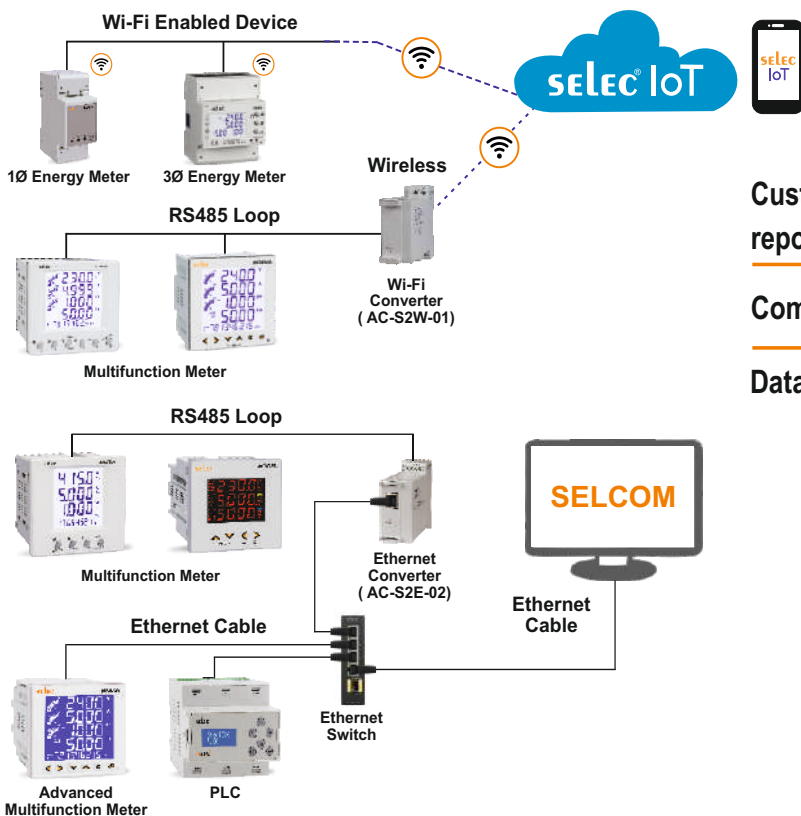 Wi-Fi Enabled Device
selec IoT
selec
IoT
1Ø Energy Meter
3Ø Energy Meter
Wireless
RS485 Loop
Wi-Fi
Converter
( AC-S2W-01)
Multifunction Meter
Cust
repo
Com
Data
RS485 Loop
SELCOM
Multifunction Meter
Ethernet
Converter
( AC-S2E-02)
Ethernet
Cable
Ethernet Cable
Ethernet
Switch
Advanced
Multifunction Meter
PLC